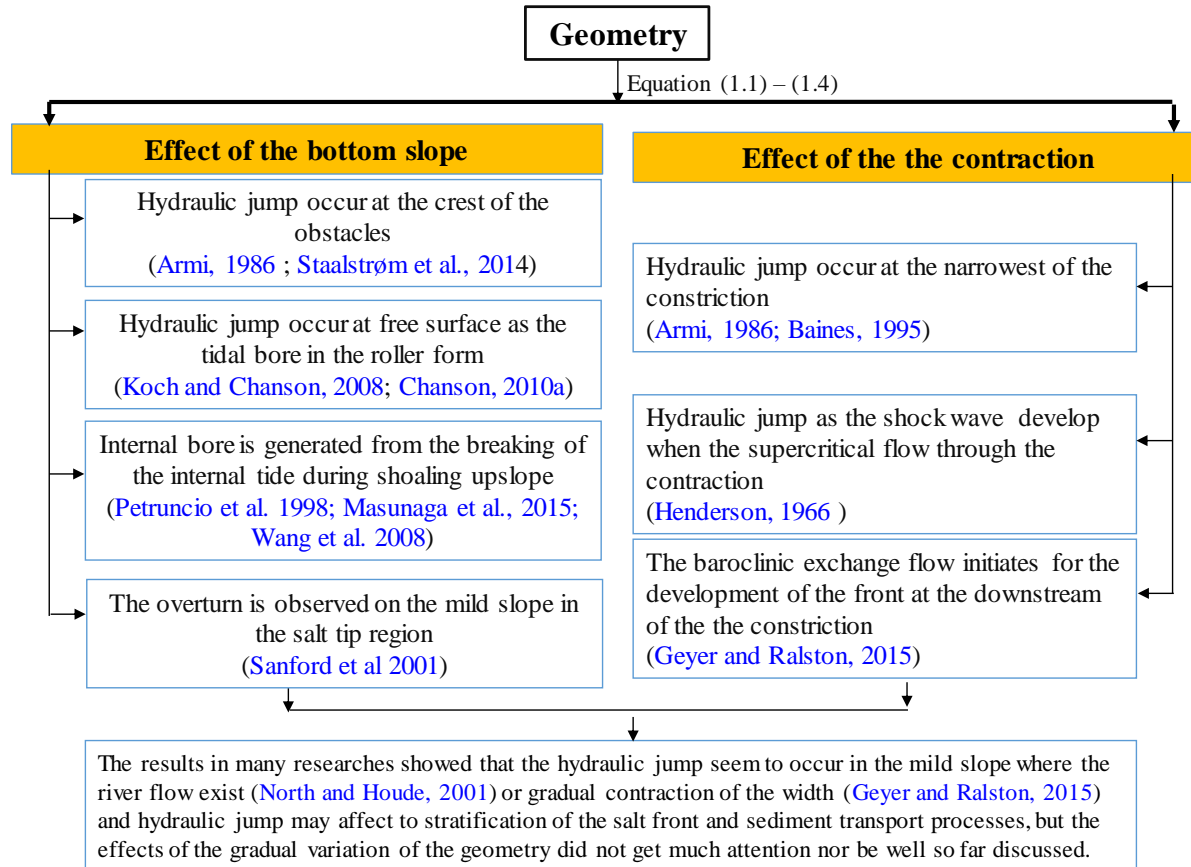 Geometry
Equation (1.1) – (1.4)
Effect of the bottom slope
Hydraulic jump occur at the crest of the
obstacles
(Armi, 1986 ; Staalstrøm et al., 2014)
Hydraulic jump occur at free surface as the
tidal bore in the roller form
(Koch and Chanson, 2008; Chanson, 2010a)
Internal bore is generated from the breaking of
the internal tide during shoaling upslope
(Petruncio et al. 1998; Masunaga et al., 2015;
Wang et al. 2008)
The overturn is observed on the mild slope in
the salt tip region
(Sanford et al 2001)
Effect of the the contraction
Hydraulic jump occur at the narrowest of the
constriction
(Armi, 1986; Baines, 1995)
Hydraulic jump as the shock wave develop
when the supercritical flow through the
contraction
(Henderson, 1966 )
The baroclinic exchange flow initiates for the
development of the front at the downstream
of the the constriction
(Geyer and Ralston, 2015)
The results in many researches showed that the hydraulic jump seem to occur in the mild slope where the
river flow exist (North and Houde, 2001) or gradual contraction of the width (Geyer and Ralston, 2015)
and hydraulic jump may affect to stratification of the salt front and sediment transport processes, but the
effects of the gradual variation of the geometry did not get much attention nor be well so far discussed.